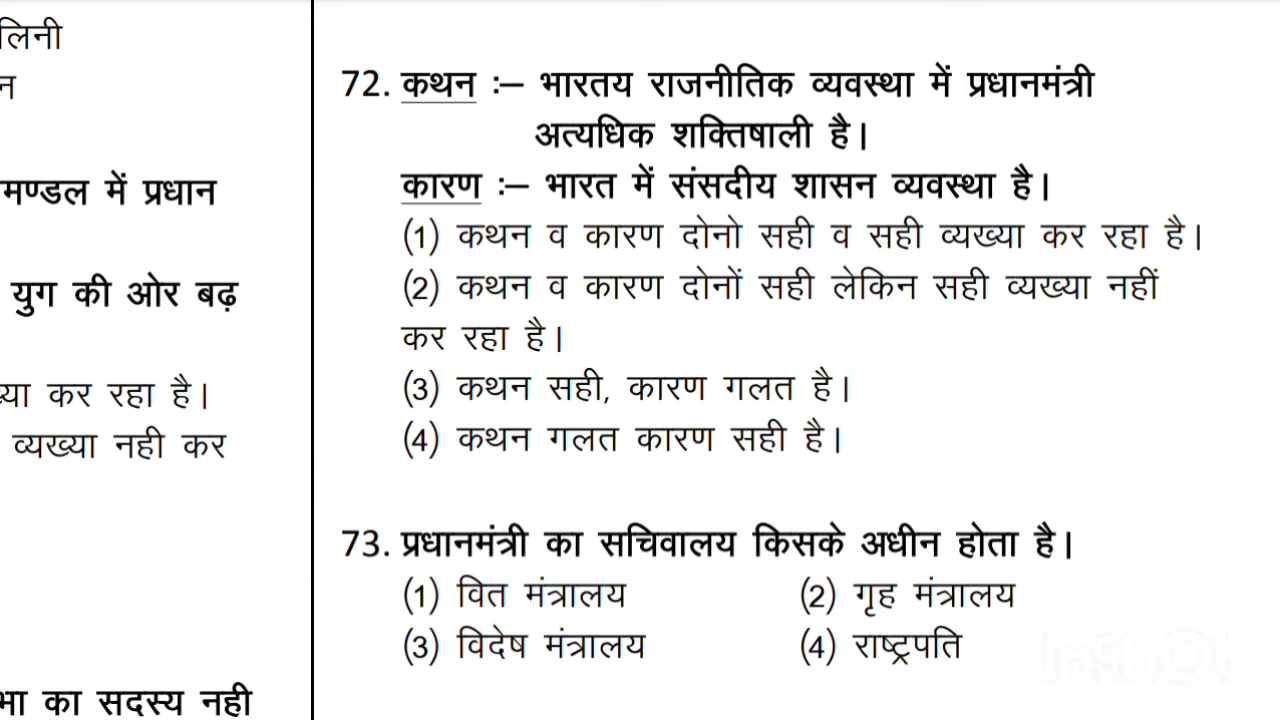 लिनी
न
मण्डल में प्रधान
युग की ओर बढ़
ख्या कर रहा है।
व्यख्या नही कर
भा का सदस्य नही
72. कथन :– भारतय राजनीतिक व्यवस्था में प्रधानमंत्री
अत्यधिक शक्तिषाली है।
कारण :– भारत में संसदीय शासन व्यवस्था है।
(1) कथन व कारण दोनो सही व सही व्यख्या कर रहा है।
(2) कथन व कारण दोनों सही लेकिन सही व्यख्या नहीं
कर रहा है।
(3) कथन सही, कारण गलत है।
(4) कथन गलत कारण सही है।
73. प्रधानमंत्री का सचिवालय किसके अधीन होता है।
(1) वित मंत्रालय (2) गृह मंत्रालय
(3) विदेष मंत्रालय (4) राष्ट्रपति
InShOt